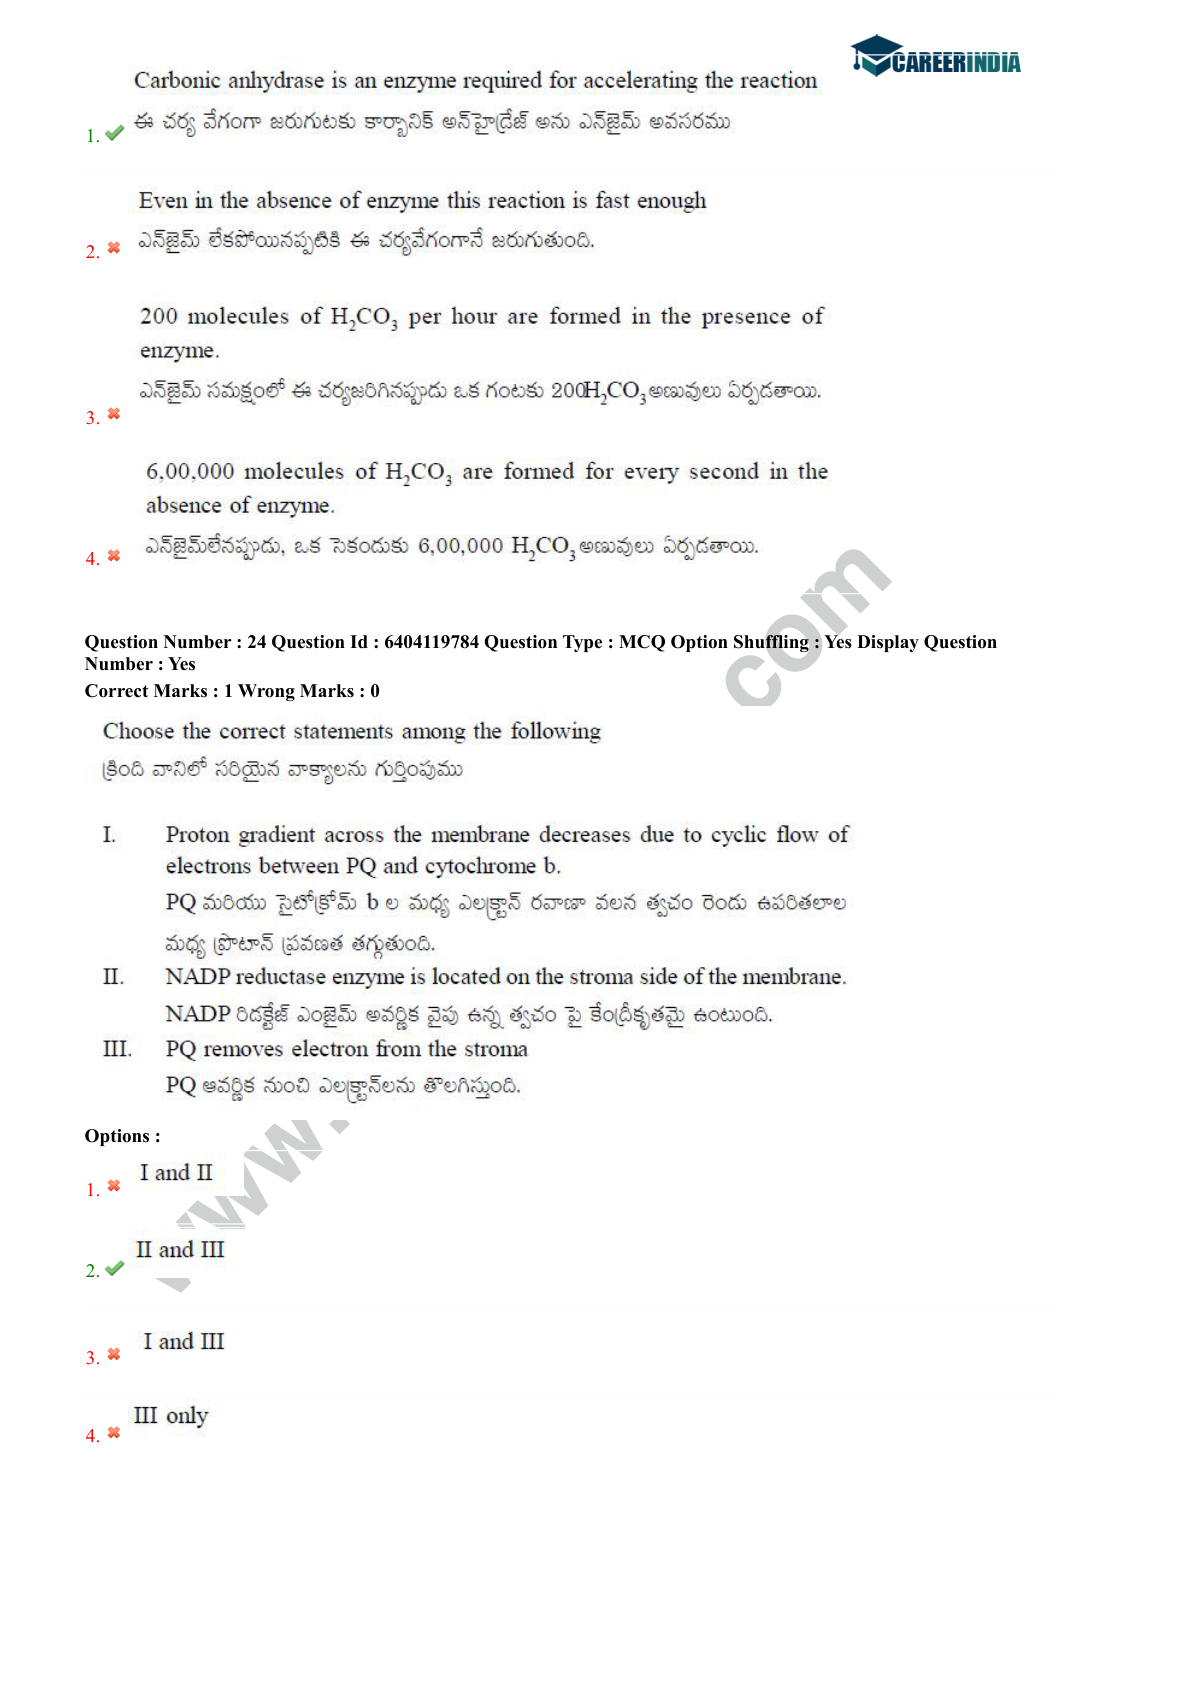 CAREERINDIA
Carbonic anhydrase is an enzyme required for accelerating the reaction
ఈ చర్య వేగంగా జరుగుటకు కార్బానిక్ అన్‌హైడ్రేజ్ అను ఎన్‌జైమ్ అవసరము
1.
Even in the absence of enzyme this reaction is fast enough
ఎన్‌జైమ్ లేకపోయినప్పటికి ఈ చర్యవేగంగానే జరుగుతుంది.
2.
200 molecules of H₂CO₃ per hour are formed in the presence of
enzyme.
ఎన్‌జైమ్ సమక్షంలో ఈ చర్యజరిగినప్పుడు ఒక గంటకు 200H₂CO₃ అణువులు ఏర్పడతాయి.
3.
6,00,000 molecules of H₂CO₃ are formed for every second in the
absence of enzyme.
ఎన్‌జైమ్‌లేనప్పుడు, ఒక సెకండుకు 6,00,000 H₂CO₃ అణువులు ఏర్పడతాయి.
4.
Question Number : 24 Question Id : 6404119784 Question Type : MCQ Option Shuffling : Yes Display Question
Number : Yes
Correct Marks : 1 Wrong Marks : 0
Choose the correct statements among the following
క్రింది వానిలో సరియైన వాక్యాలను గుర్తింపుము
I. Proton gradient across the membrane decreases due to cyclic flow of
electrons between PQ and cytochrome b.
PQ మరియు సైటోక్రోమ్ b ల మధ్య ఎలక్ట్రాన్ రవాణా వలన త్వచం రెండు ఉపరితలాల
మధ్య ప్రొటాన్ ప్రవణత తగ్గుతుంది.
II. NADP reductase enzyme is located on the stroma side of the membrane.
NADP రిడక్టేజ్ ఎంజైమ్ అవర్ణిక వైపు ఉన్న త్వచం పై కేంద్రీకృతమై ఉంటుంది.
III. PQ removes electron from the stroma
PQ ఆవర్ణిక నుంచి ఎలక్ట్రాన్‌లను తొలగిస్తుంది.
Options :
I and II
1.
II and III
2.
I and III
3.
III only
4.
www.
com